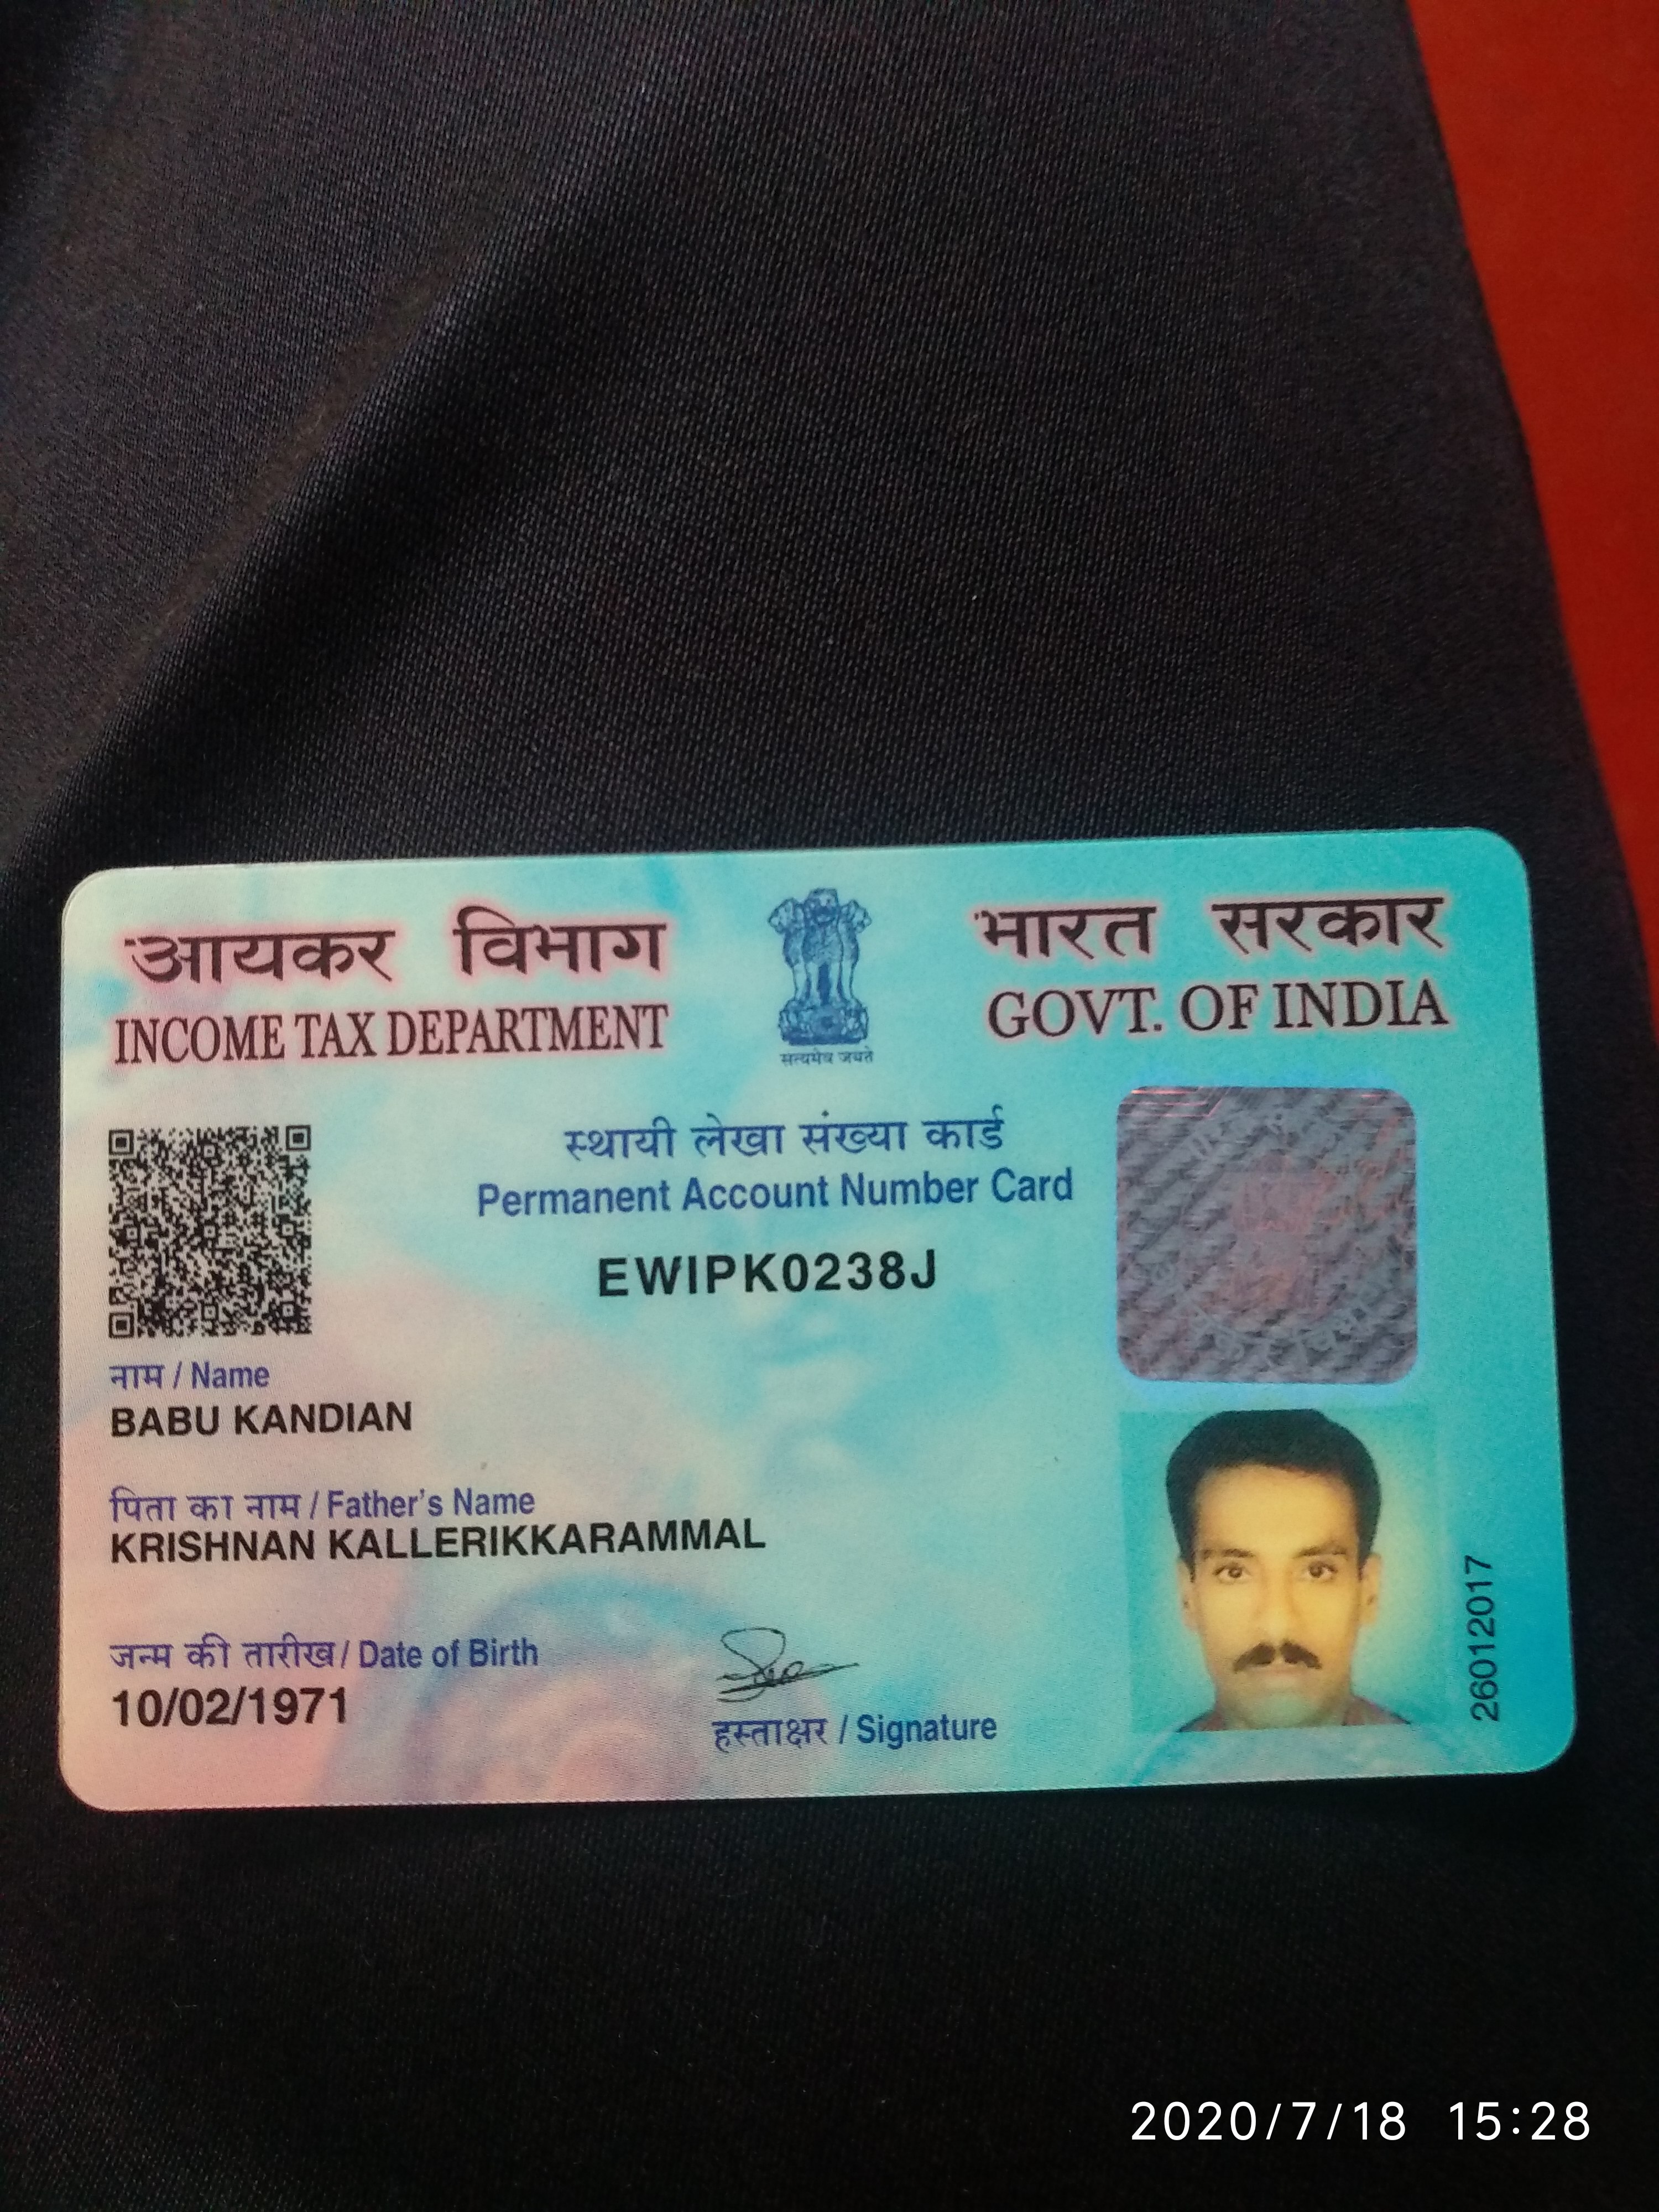 आयकर विभाग
INCOME TAX DEPARTMENT
सत्यमेव जयते
भारत सरकार
GOVT. OF INDIA
स्थायी लेखा संख्या कार्ड
Permanent Account Number Card
EWIPK0238J
नाम / Name
BABU KANDIAN
पिता का नाम / Father's Name
KRISHNAN KALLERIKKARAMMAL
जन्म की तारीख / Date of Birth
10/02/1971
हस्ताक्षर / Signature
26012017
2020/7/18 15:28